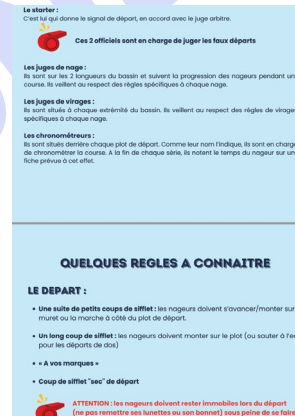 Le starter :
C'est lui qui donne le signal de départ, en accord avec le juge arbitre.
Ces 2 officiels sont en charge de juger les faux départs
Les juges de nage :
Ils sont sur les 2 longueurs du bassin et suivent la progression des nageurs pendant un
course. Ils veillent au respect des règles spécifiques à chaque nage.
Les juges de virages :
Ils sont situés à chaque extrémité du bassin. Ils veillent au respect des règles de virages
spécifiques à chaque nage.
Les chronométreurs :
Ils sont situés derrière chaque plot de départ. Comme leur nom l'indique, ils sont en charge
de chronométrer la course. A la fin de chaque série, ils notent le temps du nageur sur un
fiche prévue à cet effet.
QUELQUES REGLES A CONNAITRE
LE DEPART :
• Une suite de petits coups de sifflet : les nageurs doivent s'avancer/monter sur
muret ou la marche à côté du plot de départ.
• Un long coup de sifflet : les nageurs doivent monter sur le plot (ou sauter à l'e
pour les départs de dos)
• « A vos marques »
• Coup de sifflet "sec" de départ
ATTENTION : les nageurs doivent rester immobiles lors du départ
(ne pas remettre ses lunettes ou son bonnet) sous peine de se faire